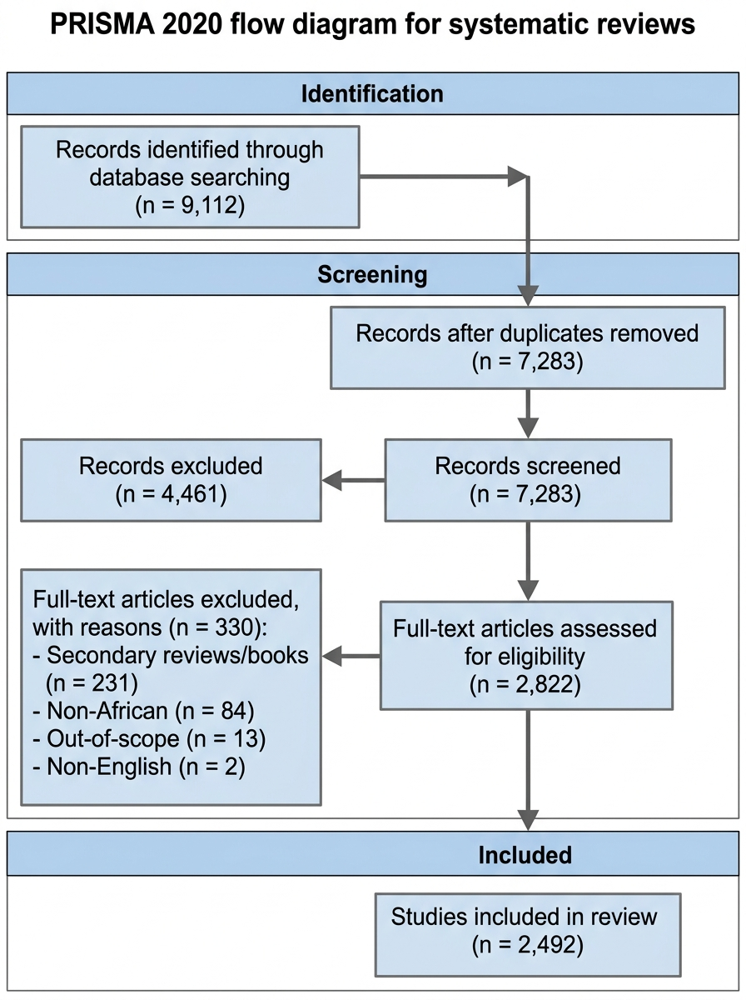 PRISMA 2020 flow diagram for systematic reviews
Identification
Records identified through
database searching
(n = 9,112)
Screening
Records after duplicates removed
(n = 7,283)
Records screened
(n = 7,283)
Records excluded
(n = 4,461)
Full-text articles assessed
for eligibility
(n = 2,822)
Full-text articles excluded,
with reasons (n = 330):
- Secondary reviews/books
(n = 231)
- Non-African (n = 84)
- Out-of-scope (n = 13)
- Non-English (n = 2)
Included
Studies included in review
(n = 2,492)